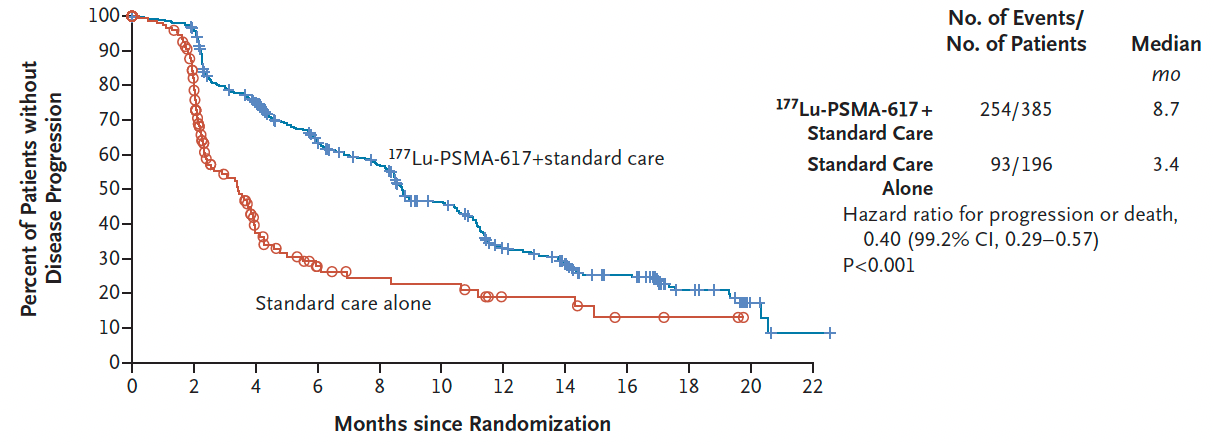 Percent of Patients without
Disease Progression
100
90
80
70
60
50
40
30
20
10
0
0 2 4 6 8 10 12 14 16 18 20 22
Months since Randomization
177Lu-PSMA-617+standard care
Standard care alone
No. of Events/
No. of Patients Median
mo
177Lu-PSMA-617+ 254/385 8.7
Standard Care
Standard Care 93/196 3.4
Alone
Hazard ratio for progression or death,
0.40 (99.2% CI, 0.29–0.57)
P<0.001